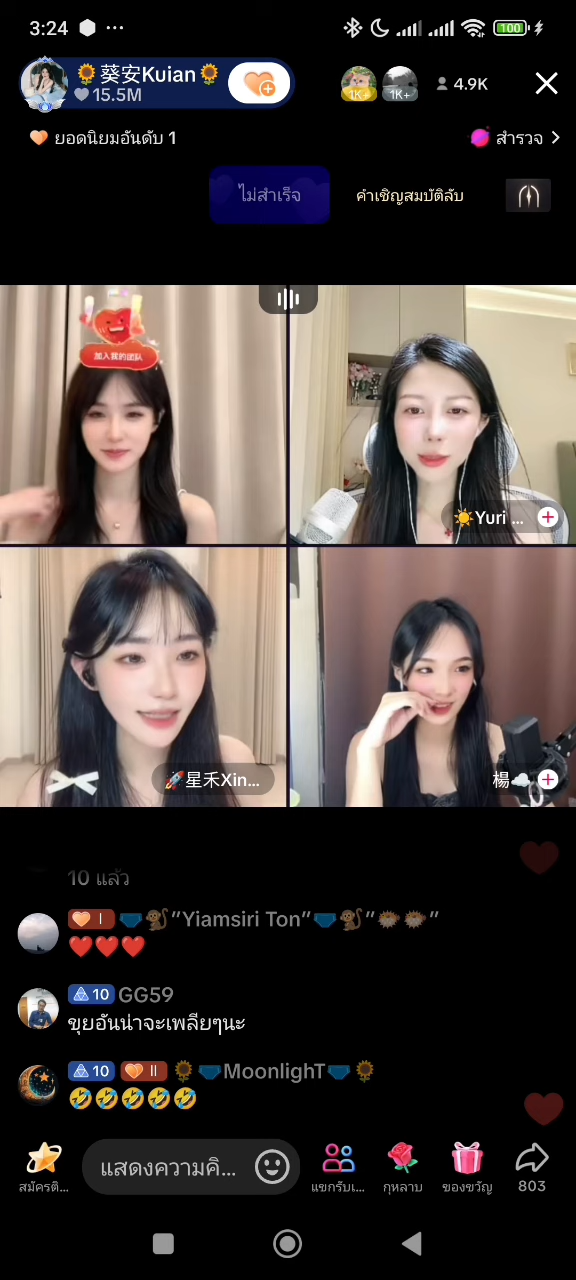 3:24
100
🌻葵安Kuian🌻
15.5M
1K+
1K+
4.9K
ยอดนิยมอันดับ 1
สำรวจ
ไม่สำเร็จ
คำเชิญสมบัติลับ
加入我的团队
☀️Yuri ...
🚀星禾Xin...
楊☁️
10 แล้ว
I 🩲🐒"Yiamsiri Ton"🩲🐒"🐡🐡"
❤️❤️❤️
10 GG59
ขุยอันน่าจะเพลียๆนะ
10 II 🌻🩲MoonlighT🩲🌻
🤣🤣🤣🤣🤣
สมัครติ...
แสดงความคิ...
แขกรับเ...
กุหลาบ
ของขวัญ
803